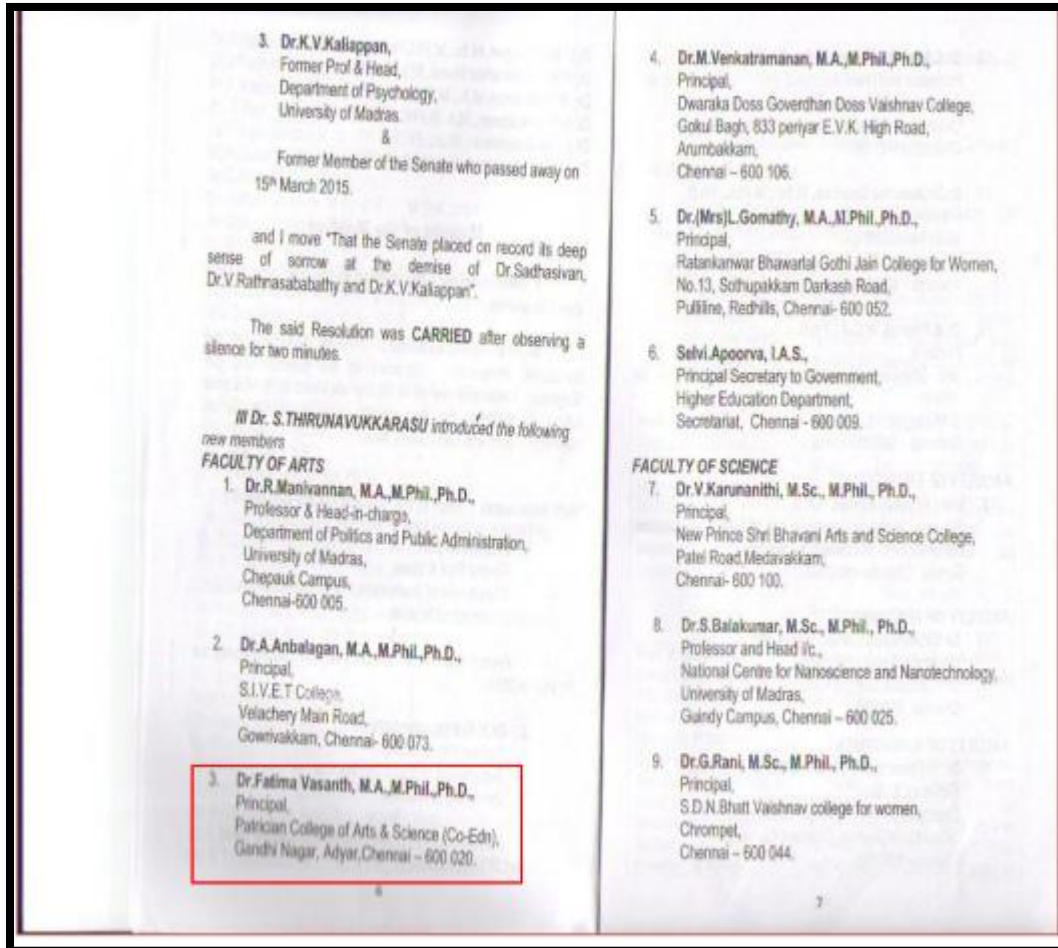 3. Dr.K.V.Kaliappan,
Former Prof & Head,
Department of Psychology,
University of Madras.
&
Former Member of the Senate who passed away on
15th March 2015.
and I move "That the Senate placed on record its deep
sense of sorrow at the demise of Dr.Sadhasivan,
Dr.V.Rathnasababathy and Dr.K.V.Kaliappan".
The said Resolution was CARRIED after observing a
silence for two minutes.
III Dr. S.THIRUNAVUKKARASU introduced the following
new members
FACULTY OF ARTS
1. Dr.R.Manivannan, M.A.,M.Phil.,Ph.D.,
Professor & Head-in-charge,
Department of Politics and Public Administration,
University of Madras,
Chepauk Campus,
Chennai-600 005.
2. Dr.A.Anbalagan, M.A.,M.Phil.,Ph.D.,
Principal,
S.I.V.E.T College,
Velachery Main Road,
Gowrivakkam, Chennai- 600 073.
3. Dr.Fatima Vasanth, M.A.,M.Phil.,Ph.D.,
Principal,
Patrician College of Arts & Science (Co-Edn),
Gandhi Nagar, Adyar,Chennai – 600 020.
6
4. Dr.M.Venkatramanan, M.A.,M.Phil.,Ph.D.,
Principal,
Dwaraka Doss Goverdhan Doss Vaishnav College,
Gokul Bagh, 833 periyar E.V.K. High Road,
Arumbakkam,
Chennai – 600 106.
5. Dr.(Mrs)L.Gomathy, M.A.,M.Phil.,Ph.D.,
Principal,
Ratankanwar Bhawarlal Gothi Jain College for Women,
No.13, Sothupakkam Darkash Road,
Pulliline, Redhills, Chennai- 600 052.
6. Selvi.Apoorva, I.A.S.,
Principal Secretary to Government,
Higher Education Department,
Secretariat, Chennai - 600 009.
FACULTY OF SCIENCE
7. Dr.V.Karunanithi, M.Sc., M.Phil., Ph.D.,
Principal,
New Prince Shri Bhavani Arts and Science College,
Patel Road,Medavakkam,
Chennai- 600 100.
8. Dr.S.Balakumar, M.Sc., M.Phil., Ph.D.,
Professor and Head i/c.,
National Centre for Nanoscience and Nanotechnology,
University of Madras,
Guindy Campus, Chennai – 600 025.
9. Dr.G.Rani, M.Sc., M.Phil., Ph.D.,
Principal,
S.D.N.Bhatt Vaishnav college for women,
Chrompet,
Chennai – 600 044.
7